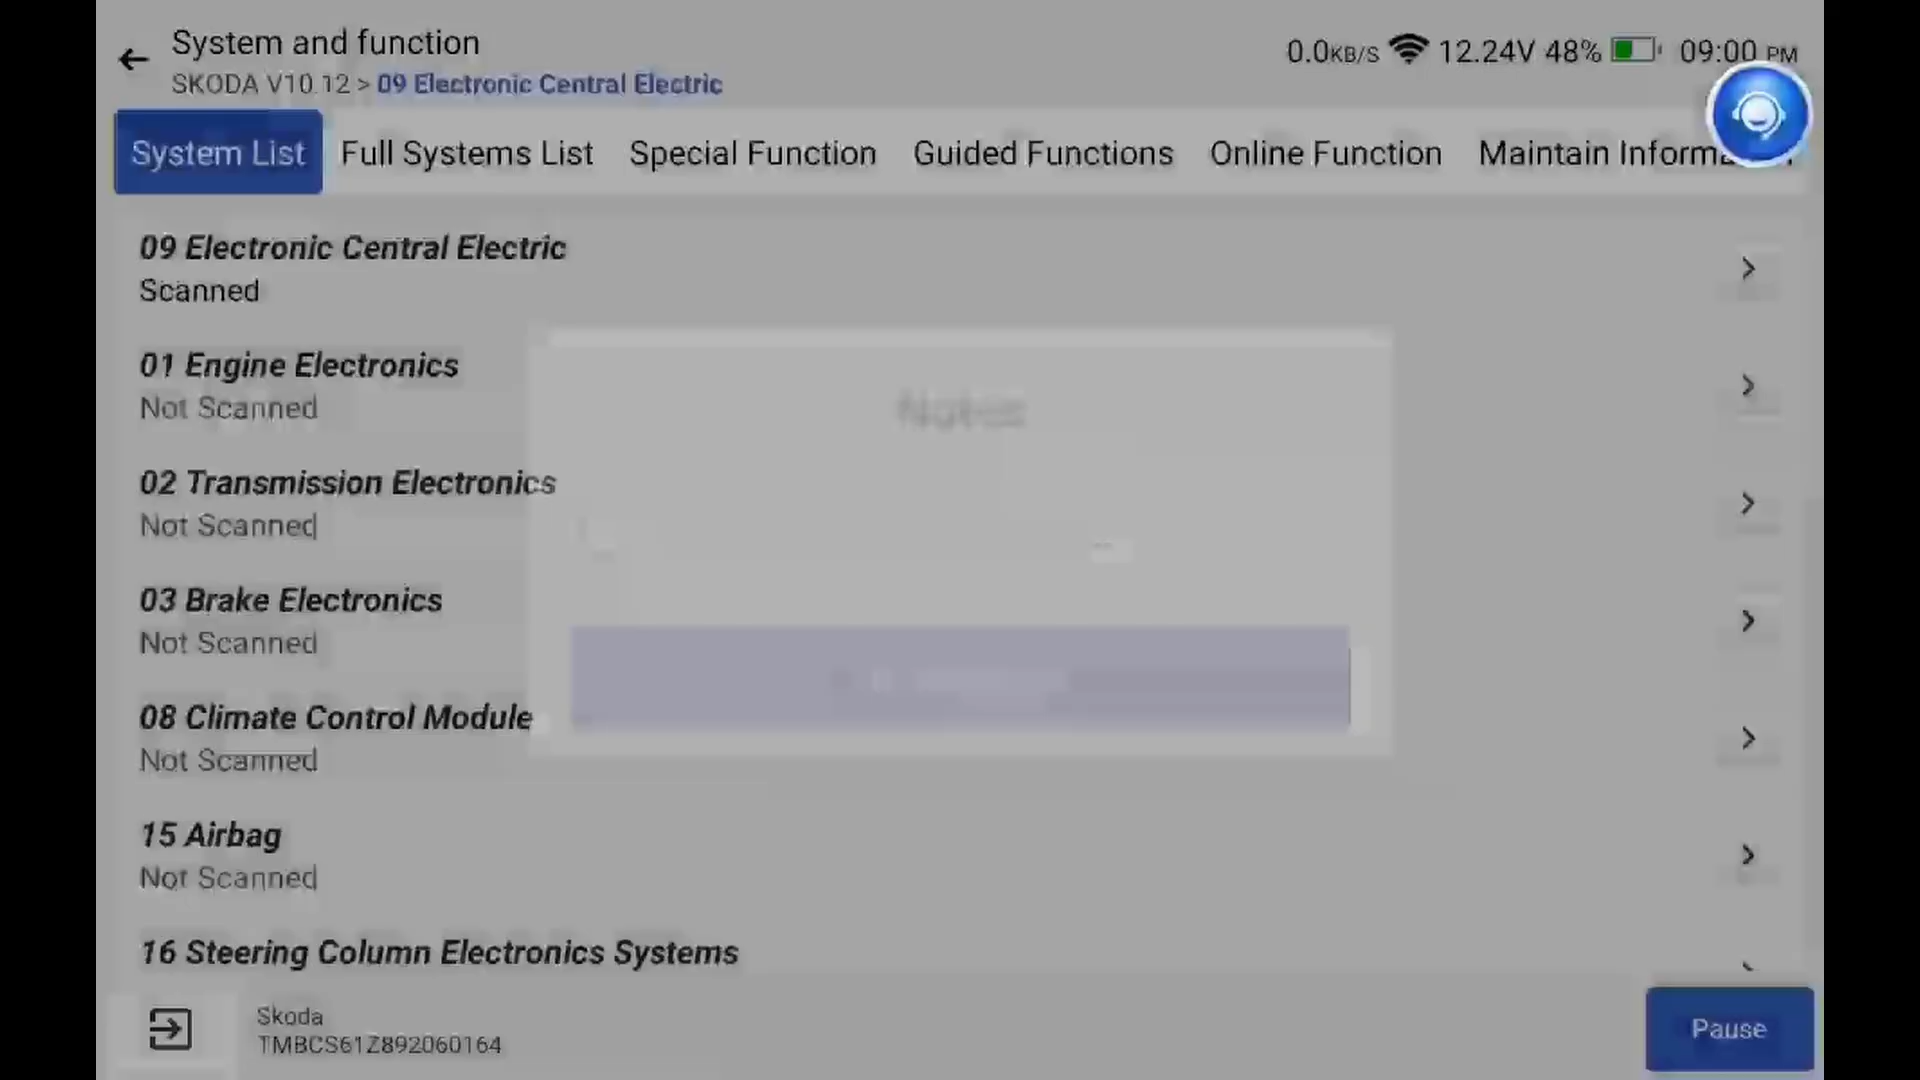 System and function
SKODA V10.12 > 09 Electronic Central Electric
0.0KB/S 12.24V 48% 09:00 PM
System List Full Systems List Special Function Guided Functions Online Function Maintain
09 Electronic Central Electric
Scanned
01 Engine Electronics
Not Scanned
Notes
02 Transmission Electronics
Not Scanned
03 Brake Electronics
Not Scanned
08 Climate Control Module
Not Scanned
15 Airbag
Not Scanned
16 Steering Column Electronics Systems
Skoda
TMBCS61Z892060164
Pause